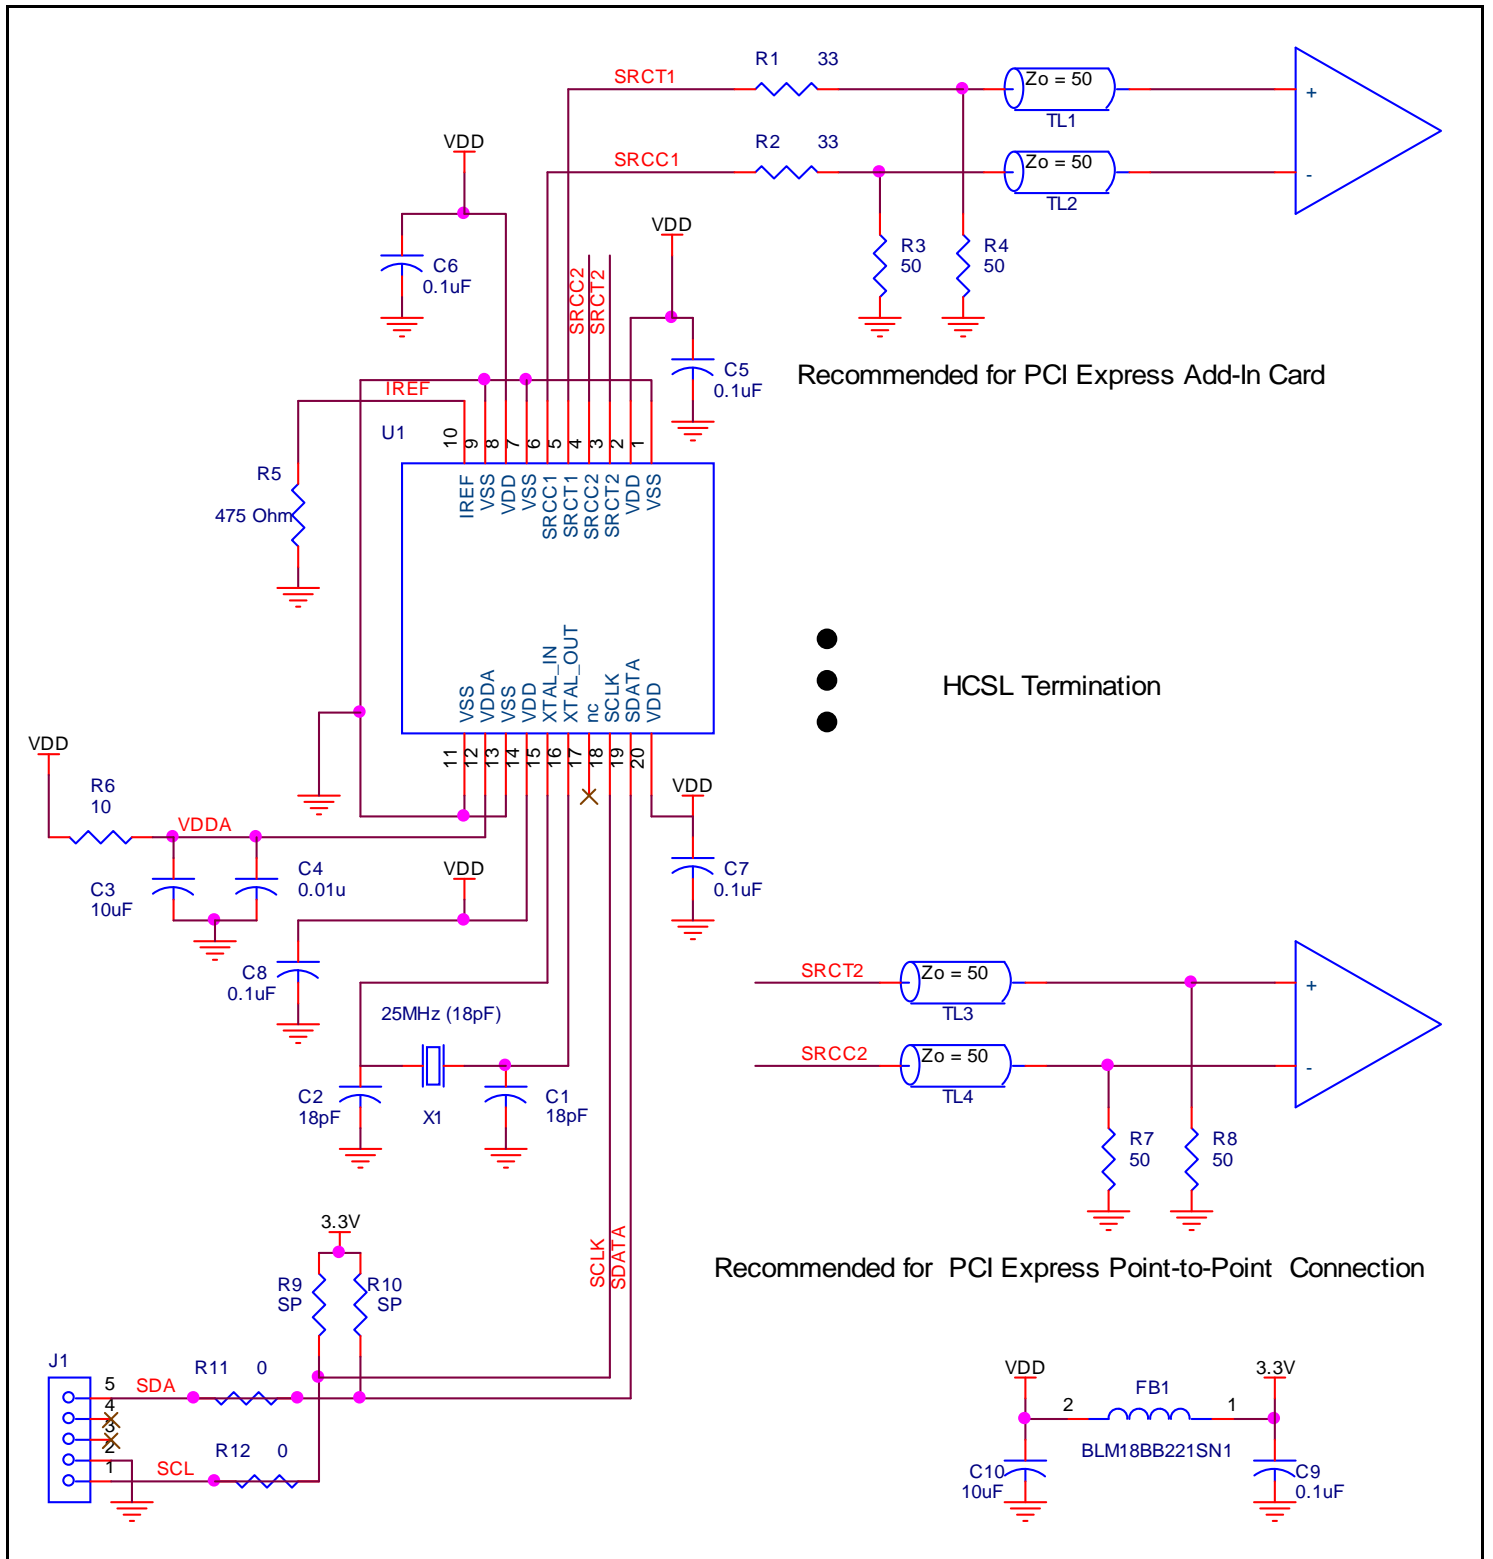 R1 33
SRCT1
Zo = 50
+
TL1
VDD
R2 33
SRCC1
Zo = 50
-
TL2
VDD
R3
50
R4
50
C6
0.1uF
SRCC2
SRCT2
C5
0.1uF
Recommended for PCI Express Add-In Card
IREF
U1
10
9
8
7
6
5
4
3
2
1
R5
475 Ohm
IREF
VSS
VDD
VSS
SRCC1
SRCT1
SRCC2
SRCT2
VDD
VSS
HCSL Termination
VSS
VDDA
VSS
VDD
XTAL_IN
XTAL_OUT
nc
SCLK
SDATA
VDD
11
12
13
14
15
16
17
18
19
20
VDD
R6
10
VDDA
VDD
C3
10uF
C4
0.01u
VDD
C7
0.1uF
C8
0.1uF
25MHz (18pF)
SRCT2
Zo = 50
+
TL3
SRCC2
Zo = 50
-
TL4
C2
18pF
X1
C1
18pF
R7
50
R8
50
3.3V
SCLK
SDATA
Recommended for PCI Express Point-to-Point Connection
R9
SP
R10
SP
J1
5
4
3
2
1
SDA
R11 0
SCL
R12 0
VDD
3.3V
FB1
2
1
BLM18BB221SN1
C10
10uF
C9
0.1uF